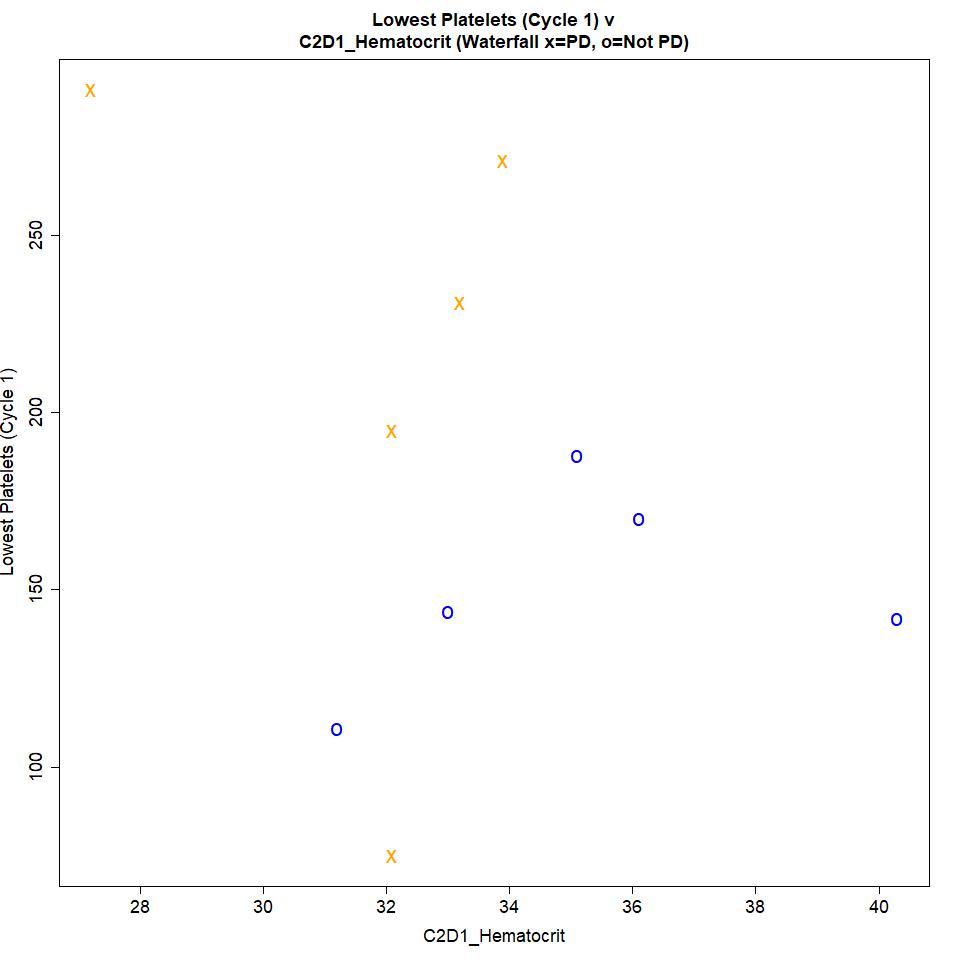 Lowest Platelets (Cycle 1) v
C2D1_Hematocrit (Waterfall x=PD, o=Not PD)
Lowest Platelets (Cycle 1)
250
200
150
100
X
X
X
X
O
O
O
O
O
X
28 30 32 34 36 38 40
C2D1_Hematocrit